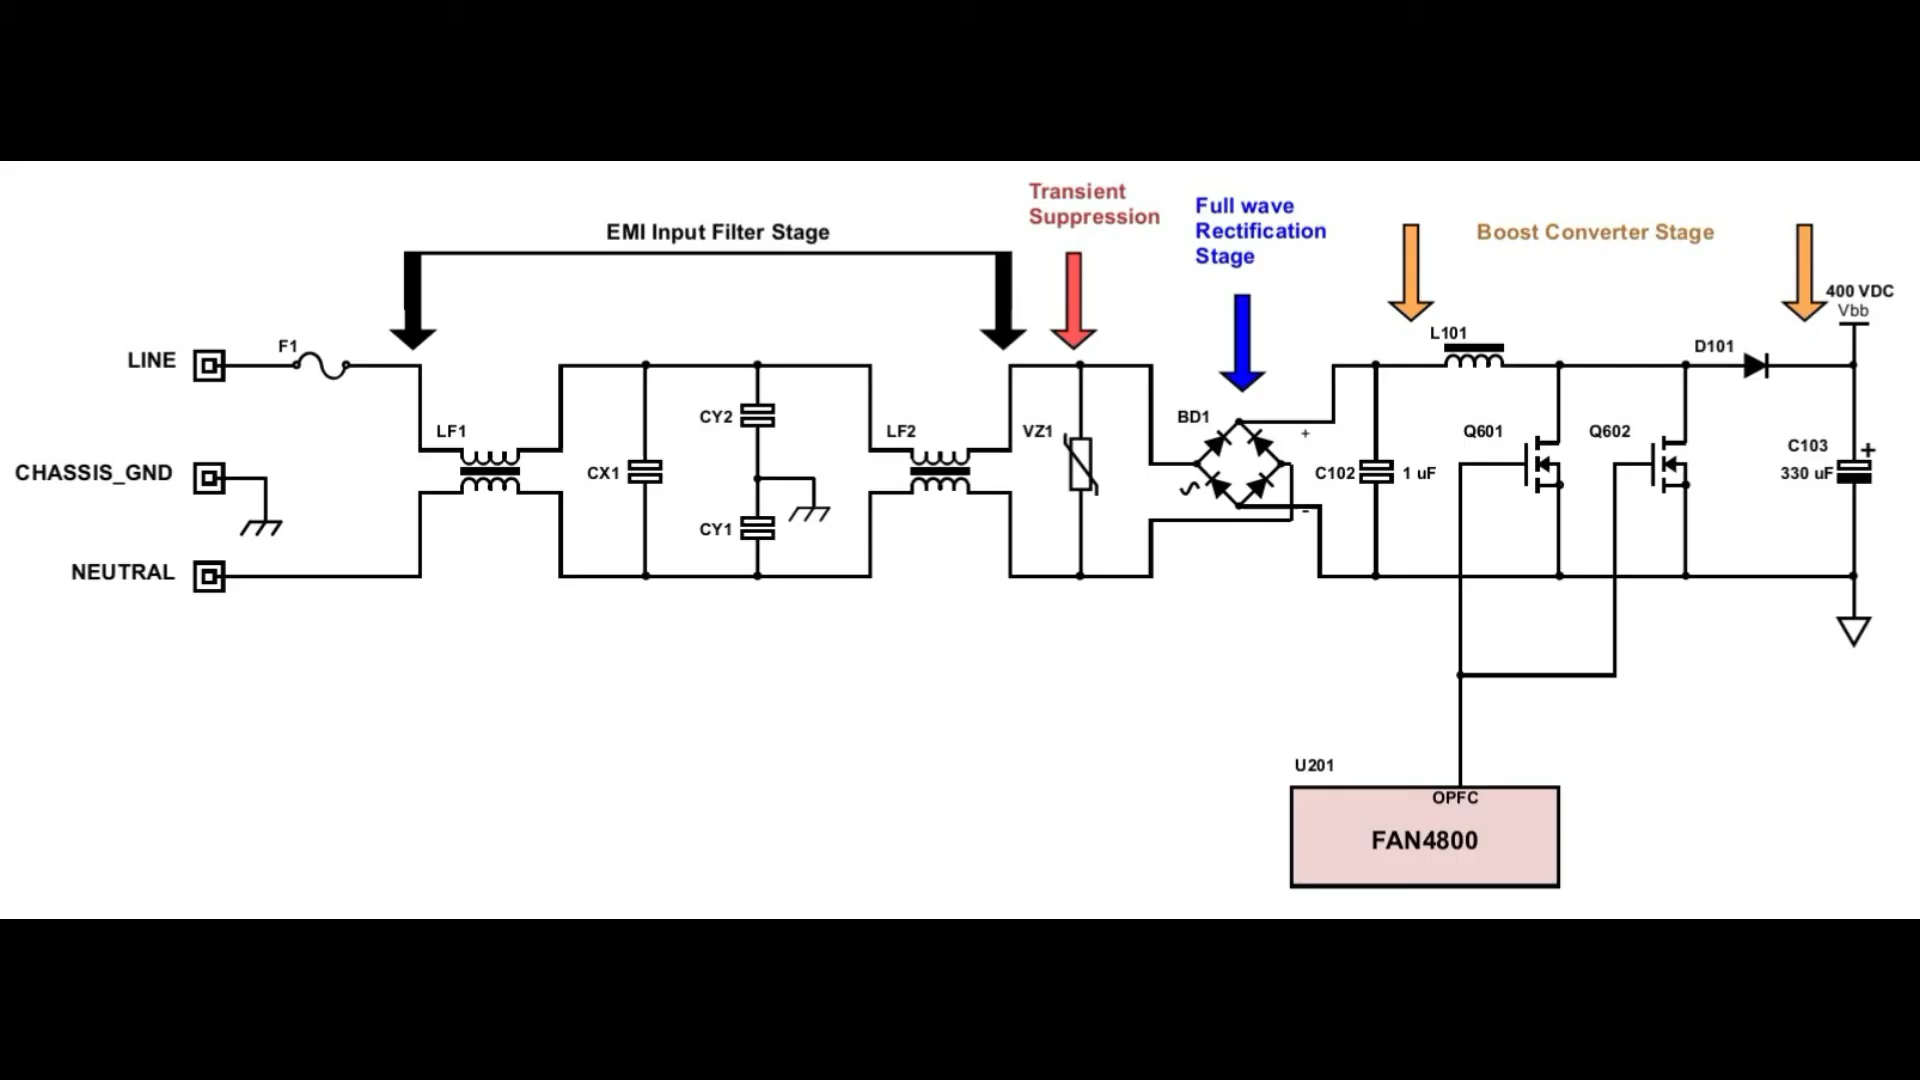 Transient
Suppression
Full wave
Rectification
Stage
EMI Input Filter Stage
Boost Converter Stage
400 VDC
Vbb
L101
D101
F1
LINE
LF1
CY2
LF2
VZ1
BD1
+
Q601
Q602
C103
+
330 uF
CHASSIS_GND
CX1
C102
1 uF
-
CY1
NEUTRAL
U201
OPFC
FAN4800